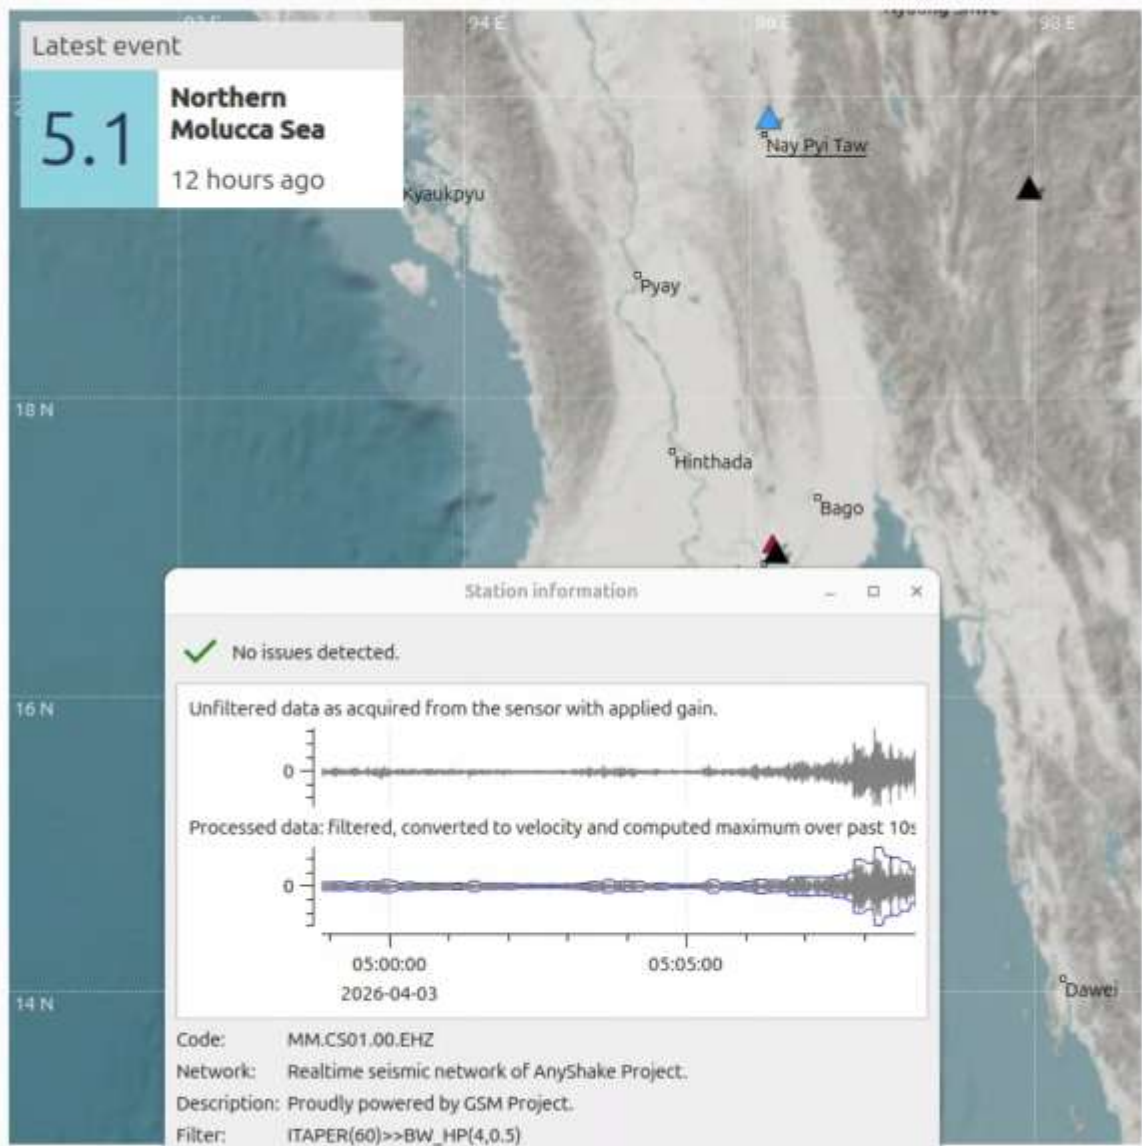 94 E
96 E
98 E
Latest event
5.1
Northern
Molucca Sea
12 hours ago
Nay Pyi Taw
Kyaukpyu
Pyay
18 N
Hinthada
Bago
Station information
No issues detected.
16 N
Unfiltered data as acquired from the sensor with applied gain.
0
Processed data: filtered, converted to velocity and computed maximum over past 10s
0
05:00:00
05:05:00
2026-04-03
14 N
Dawei
Code: MM.CS01.00.EHZ
Network: Realtime seismic network of AnyShake Project.
Description: Proudly powered by GSM Project.
Filter: ITAPER(60)>>BW_HP(4,0.5)